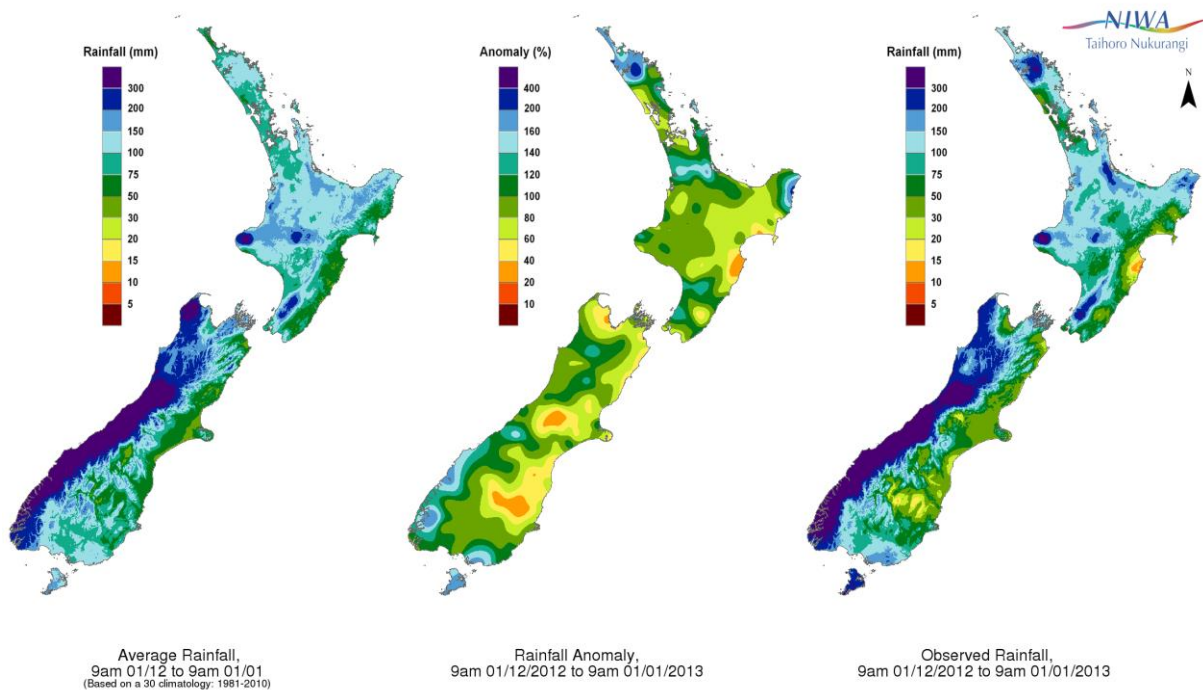 NIWA
Taihoro Nukurangi
Rainfall (mm)
300
200
150
100
75
50
30
20
15
10
5
Anomaly (%)
400
200
160
140
120
100
80
60
40
20
10
Rainfall (mm)
300
200
150
100
75
50
30
20
15
10
5
N
Average Rainfall,
9am 01/12 to 9am 01/01
(Based on a 30 climatology: 1981-2010)
Rainfall Anomaly,
9am 01/12/2012 to 9am 01/01/2013
Observed Rainfall,
9am 01/12/2012 to 9am 01/01/2013